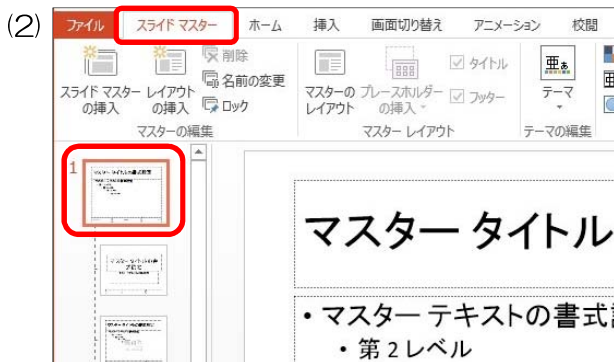 (2)
ファイル スライド マスター ホーム 挿入 画面切り替え アニメーション 校閲
スライド マスターの挿入 レイアウトの挿入 削除 名前の変更 ロック マスターのレイアウト プレースホルダーの挿入 タイトル フッター 亜あ テーマ
マスターの編集 マスター レイアウト テーマの編集
1
マスター タイトル
・マスター テキストの書式
・第 2 レベル